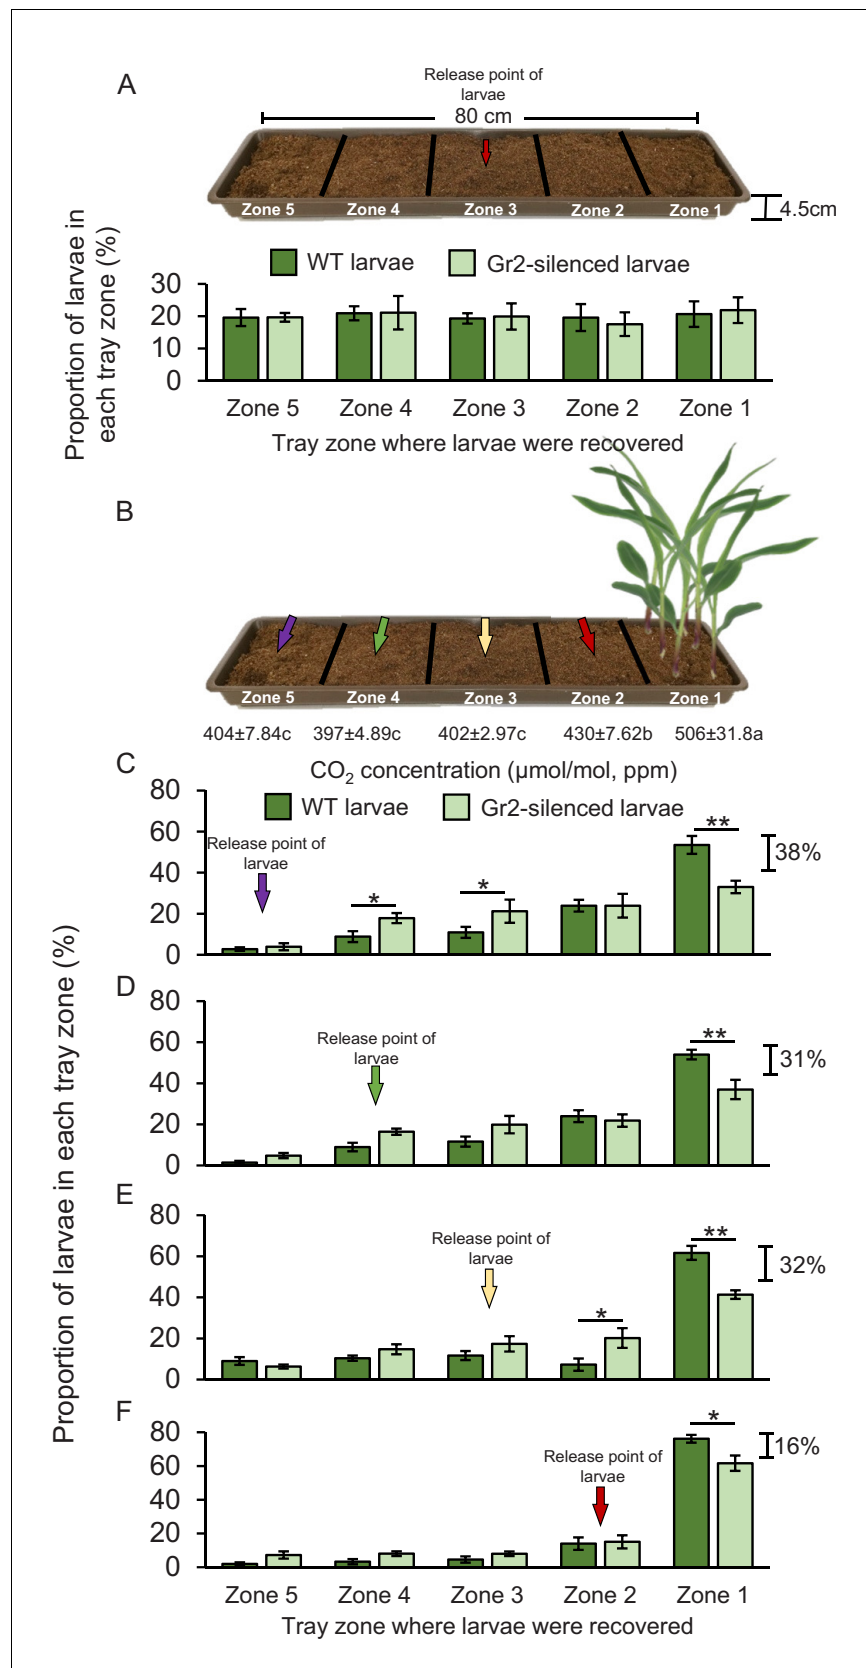 A
Release point of
larvae
80 cm
Zone 5 Zone 4 Zone 3 Zone 2 Zone 1
4.5cm
WT larvae Gr2-silenced larvae
Proportion of larvae in
each tray zone (%)
30
20
10
0
Zone 5 Zone 4 Zone 3 Zone 2 Zone 1
Tray zone where larvae were recovered
B
Zone 5 Zone 4 Zone 3 Zone 2 Zone 1
404±7.84c 397±4.89c 402±2.97c 430±7.62b 506±31.8a
CO2 concentration (µmol/mol, ppm)
Proportion of larvae in each tray zone (%)
C
WT larvae Gr2-silenced larvae
80
60
40
20
0
Release point of
larvae
*
*
**
38%
D
80
60
40
20
0
Release point of
larvae
**
31%
E
80
60
40
20
0
Release point of
larvae
*
**
32%
F
80
60
40
20
0
Release point of
larvae
*
16%
Zone 5 Zone 4 Zone 3 Zone 2 Zone 1
Tray zone where larvae were recovered